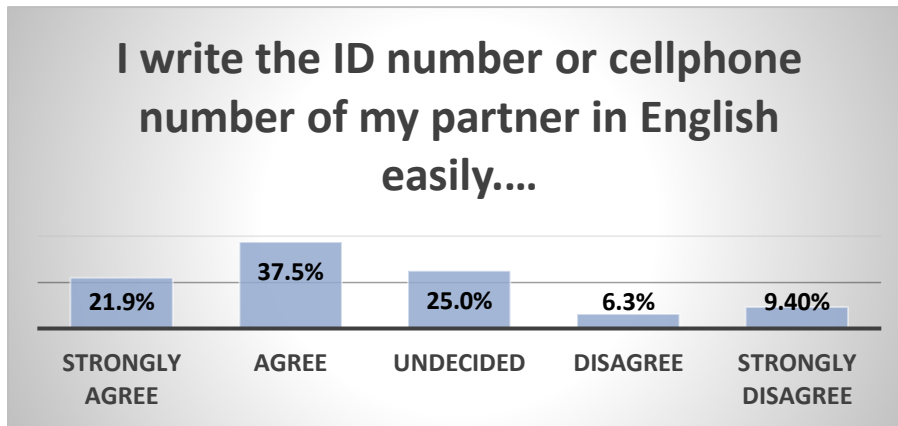 I write the ID number or cellphone
number of my partner in English
easily....
21.9%
37.5%
25.0%
6.3%
9.40%
STRONGLY
AGREE
AGREE
UNDECIDED
DISAGREE
STRONGLY
DISAGREE